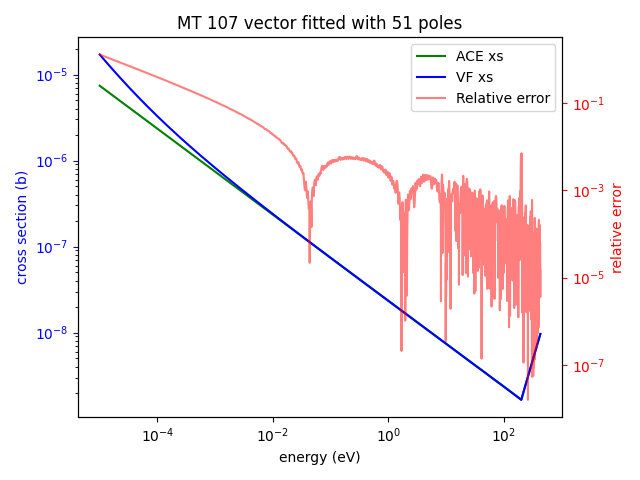 MT 107 vector fitted with 51 poles
ACE xs
VF xs
Relative error
cross section (b)
10⁻⁵
10⁻⁶
10⁻⁷
10⁻⁸
10⁻¹
10⁻³
10⁻⁵
10⁻⁷
relative error
10⁻⁴
10⁻²
10⁰
10²
energy (eV)